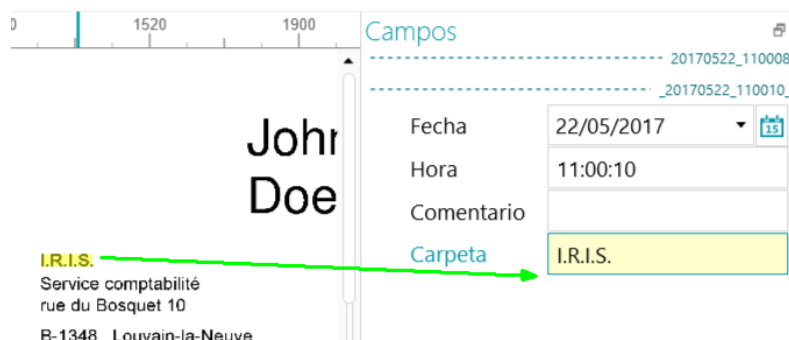 0 1520 1900
Campos
20170522_110008
_20170522_110010_
Fecha 22/05/2017 15
Hora 11:00:10
Comentario
Carpeta I.R.I.S.
John
Doe
I.R.I.S.
Service comptabilité
rue du Bosquet 10
B-1348 Louvain-la-Neuve